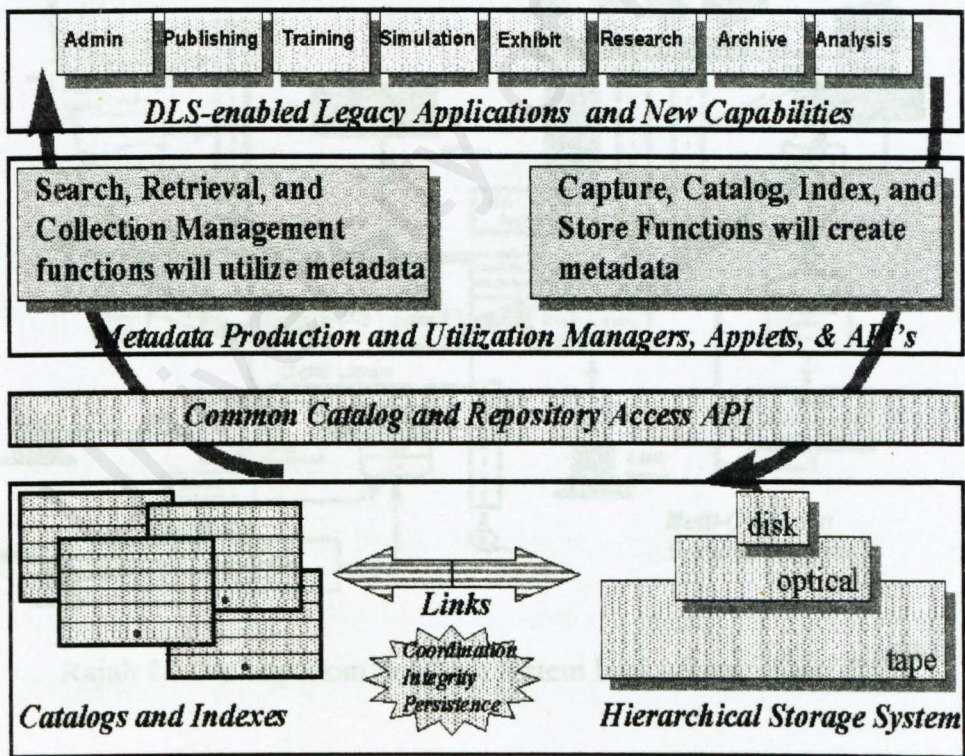 Admin Publishing Training Simulation Exhibit Research Archive Analysis
DLS-enabled Legacy Applications and New Capabilities
Search, Retrieval, and
Collection Management
functions will utilize metadata
Capture, Catalog, Index, and
Store Functions will create
metadata
Metadata Production and Utilization Managers, Applets, & API's
Common Catalog and Repository Access API
disk
optical
tape
Links
Coordination
Integrity
Persistence
Catalogs and Indexes
Hierarchical Storage System
Rajah